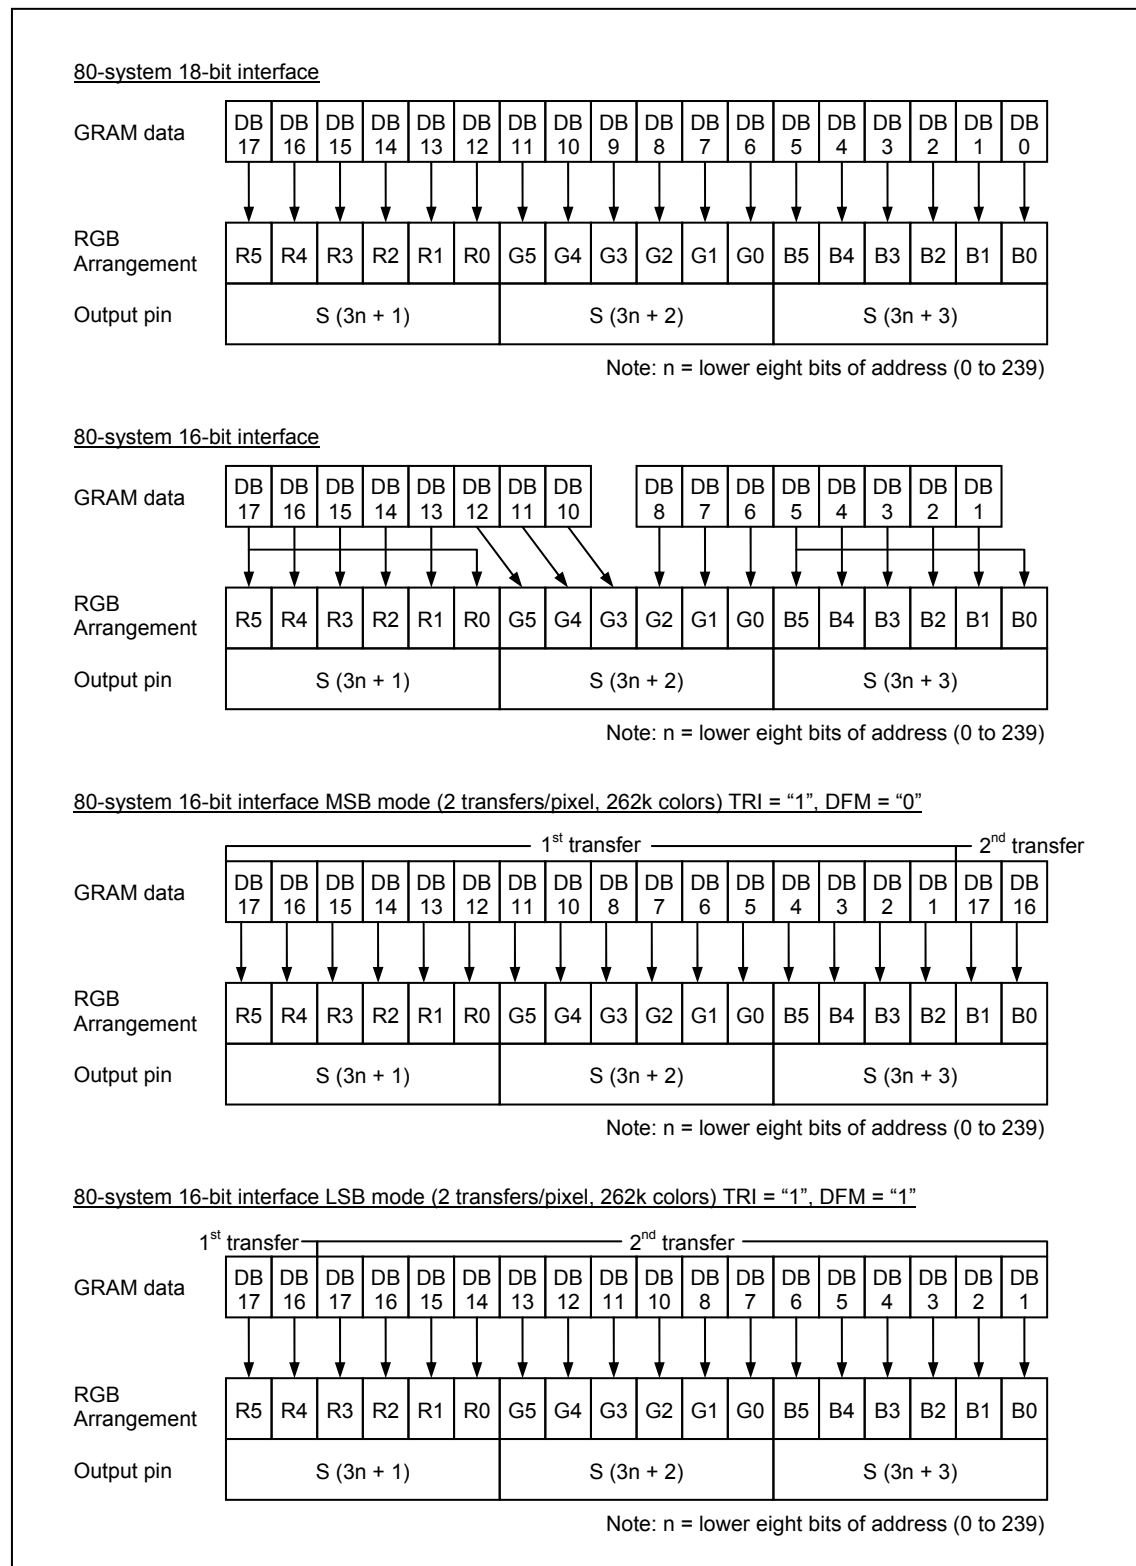 80-system 18-bit interface
GRAM data DB 17 DB 16 DB 15 DB 14 DB 13 DB 12 DB 11 DB 10 DB 9 DB 8 DB 7 DB 6 DB 5 DB 4 DB 3 DB 2 DB 1 DB 0
RGB Arrangement R5 R4 R3 R2 R1 R0 G5 G4 G3 G2 G1 G0 B5 B4 B3 B2 B1 B0
Output pin S (3n + 1) S (3n + 2) S (3n + 3)
Note: n = lower eight bits of address (0 to 239)
80-system 16-bit interface
GRAM data DB 17 DB 16 DB 15 DB 14 DB 13 DB 12 DB 11 DB 10 DB 8 DB 7 DB 6 DB 5 DB 4 DB 3 DB 2 DB 1
RGB Arrangement R5 R4 R3 R2 R1 R0 G5 G4 G3 G2 G1 G0 B5 B4 B3 B2 B1 B0
Output pin S (3n + 1) S (3n + 2) S (3n + 3)
Note: n = lower eight bits of address (0 to 239)
80-system 16-bit interface MSB mode (2 transfers/pixel, 262k colors) TRI = “1”, DFM = “0”
1st transfer 2nd transfer
GRAM data DB 17 DB 16 DB 15 DB 14 DB 13 DB 12 DB 11 DB 10 DB 8 DB 7 DB 6 DB 5 DB 4 DB 3 DB 2 DB 1 DB 17 DB 16
RGB Arrangement R5 R4 R3 R2 R1 R0 G5 G4 G3 G2 G1 G0 B5 B4 B3 B2 B1 B0
Output pin S (3n + 1) S (3n + 2) S (3n + 3)
Note: n = lower eight bits of address (0 to 239)
80-system 16-bit interface LSB mode (2 transfers/pixel, 262k colors) TRI = “1”, DFM = “1”
1st transfer 2nd transfer
GRAM data DB 17 DB 16 DB 17 DB 16 DB 15 DB 14 DB 13 DB 12 DB 11 DB 10 DB 8 DB 7 DB 6 DB 5 DB 4 DB 3 DB 2 DB 1
RGB Arrangement R5 R4 R3 R2 R1 R0 G5 G4 G3 G2 G1 G0 B5 B4 B3 B2 B1 B0
Output pin S (3n + 1) S (3n + 2) S (3n + 3)
Note: n = lower eight bits of address (0 to 239)